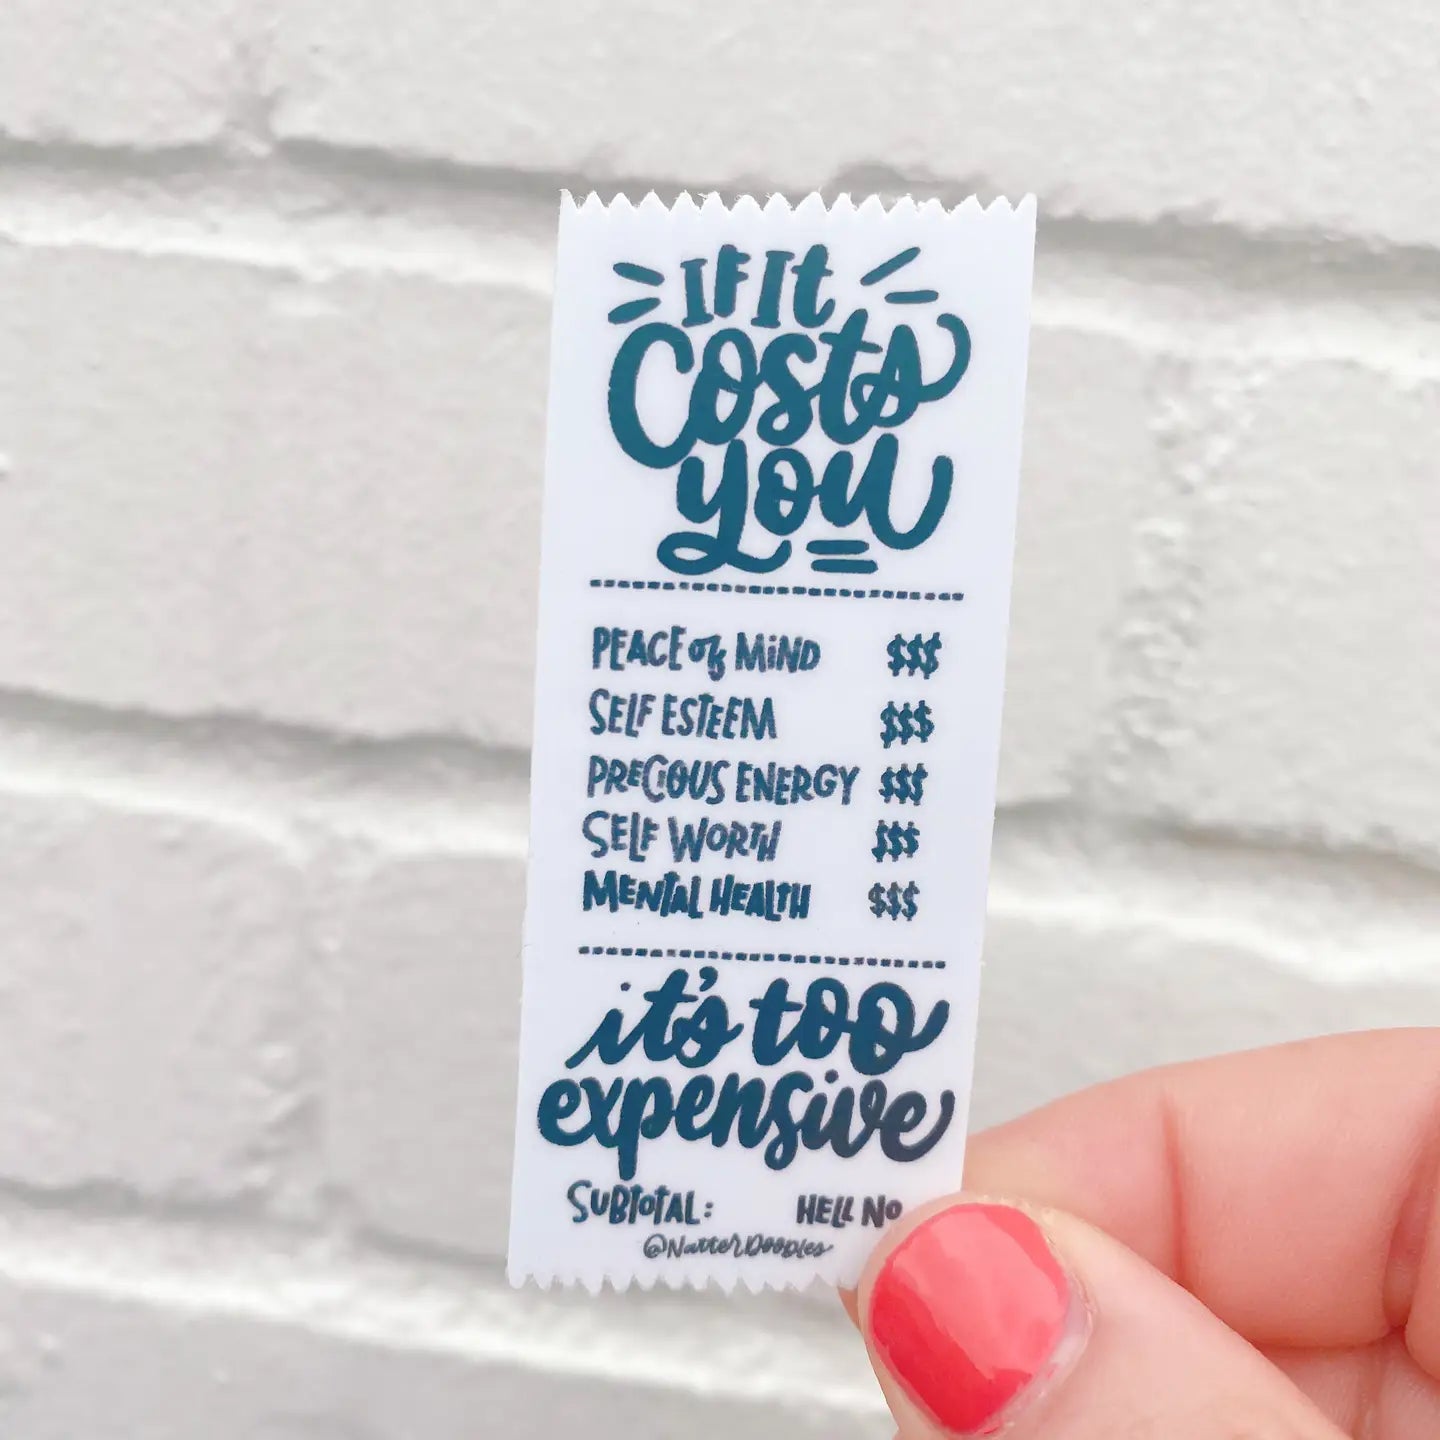 If It
Costs
you
Peace of Mind $$$
Self Esteem $$$
Precious Energy $$$
Self Worth $$$
Mental Health $$$
it's too
expensive
Subtotal: Hell No
@NatterDoodles